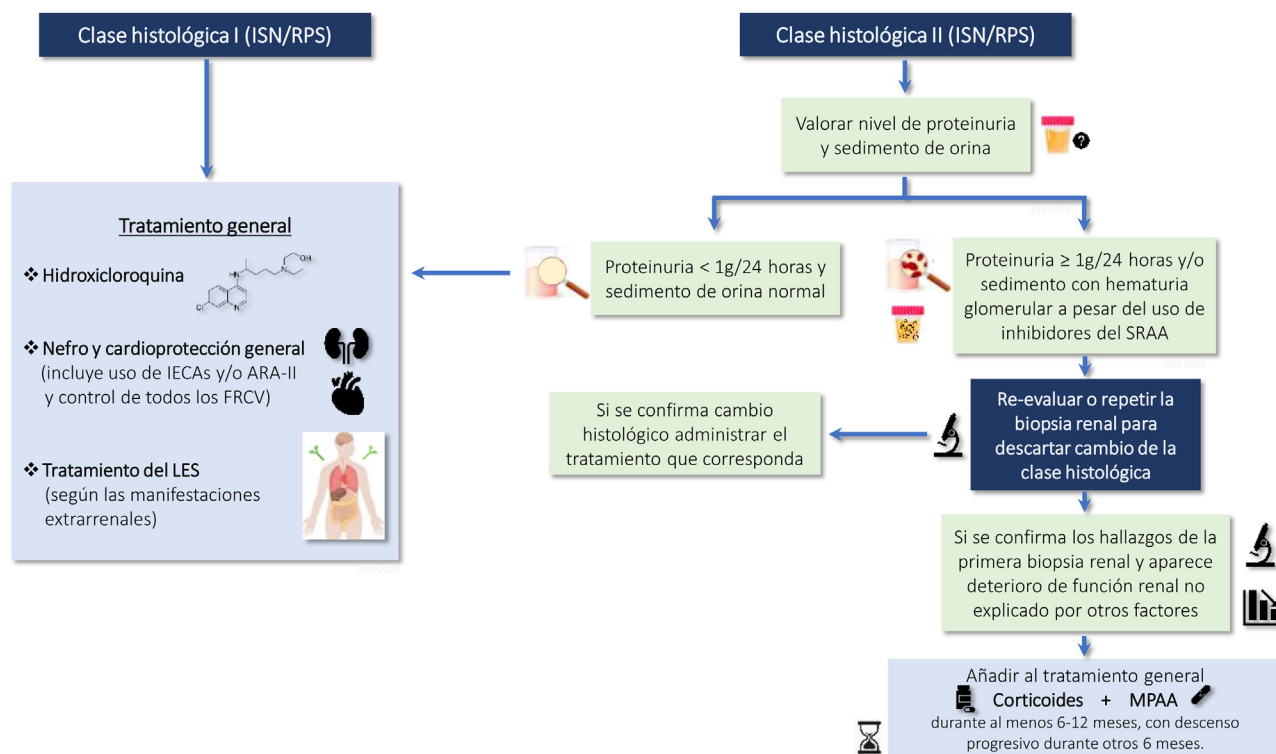 Clase histológica I (ISN/RPS)
Clase histológica II (ISN/RPS)
Valorar nivel de proteinuria
y sedimento de orina
?
Tratamiento general
❖ Hidroxicloroquina
HN
N
OH
Cl
N
❖ Nefro y cardioprotección general
(incluye uso de IECAs y/o ARA-II
y control de todos los FRCV)
❖ Tratamiento del LES
(según las manifestaciones
extrarrenales)
Proteinuria < 1g/24 horas y
sedimento de orina normal
Proteinuria ≥ 1g/24 horas y/o
sedimento con hematuria
glomerular a pesar del uso de
inhibidores del SRAA
Si se confirma cambio
histológico administrar el
tratamiento que corresponda
Re-evaluar o repetir la
biopsia renal para
descartar cambio de la
clase histológica
Si se confirma los hallazgos de la
primera biopsia renal y aparece
deterioro de función renal no
explicado por otros factores
Añadir al tratamiento general
Corticoides + MPAA
durante al menos 6-12 meses, con descenso
progresivo durante otros 6 meses.